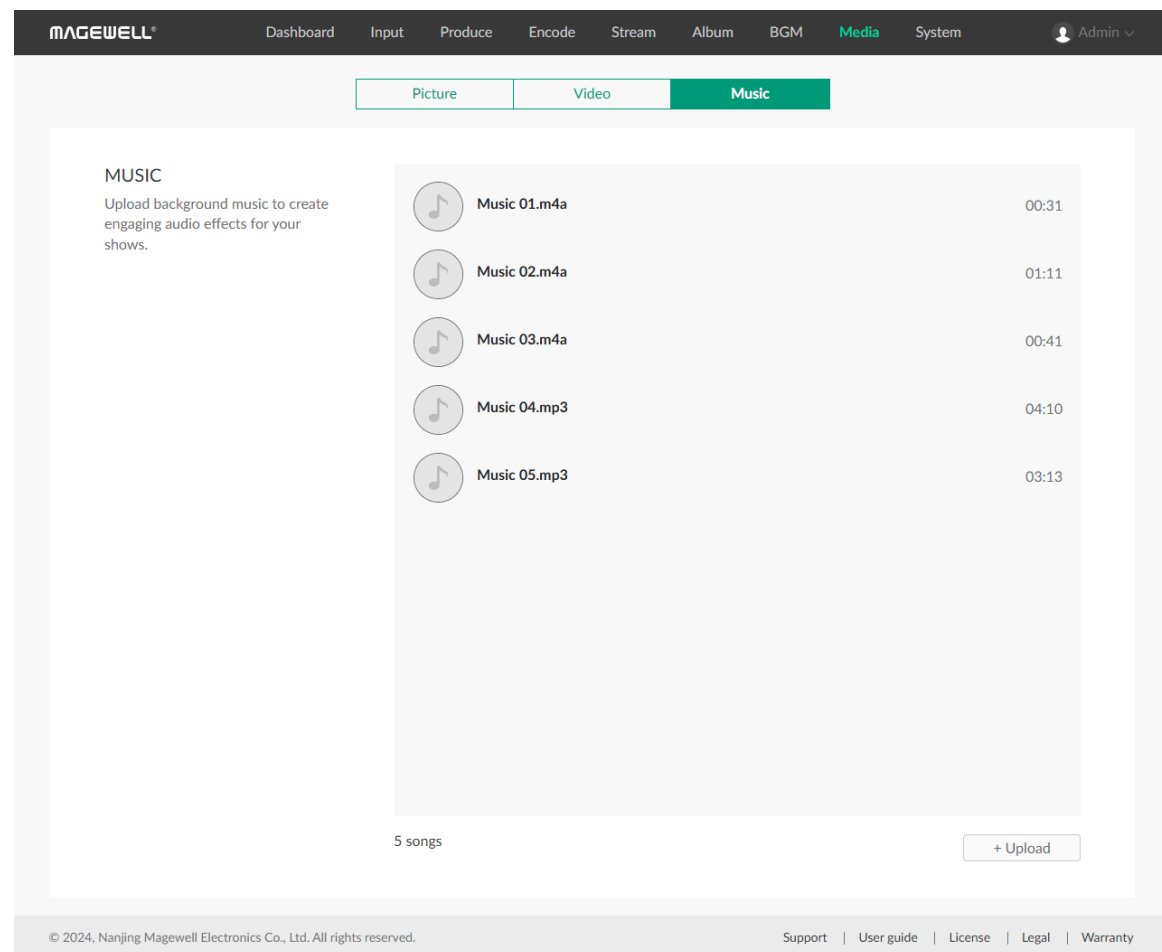 MAGEWELL®
Dashboard Input Produce Encode Stream Album BGM Media System Admin
Picture Video Music
MUSIC
Upload background music to create
engaging audio effects for your
shows.
Music 01.m4a 00:31
Music 02.m4a 01:11
Music 03.m4a 00:41
Music 04.mp3 04:10
Music 05.mp3 03:13
5 songs
+ Upload
© 2024, Nanjing Magewell Electronics Co., Ltd. All rights reserved.
Support | User guide | License | Legal | Warranty